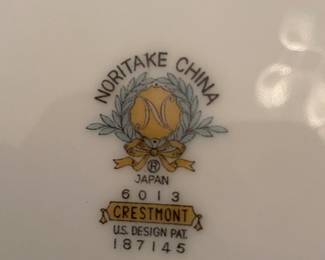 NORITAKE CHINA
N
®
JAPAN
6013
CRESTMONT
U.S. DESIGN PAT.
187145